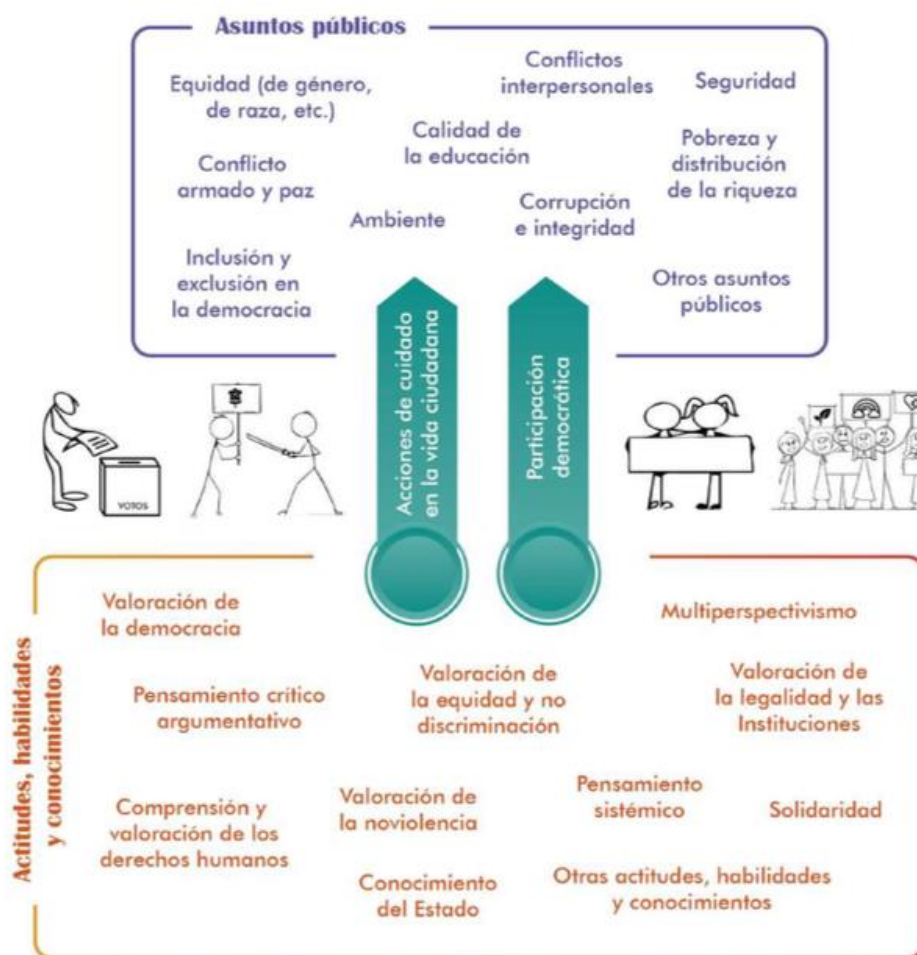 Asuntos públicos
Equidad (de género,
de raza, etc.)
Conflictos
interpersonales
Seguridad
Calidad de
la educación
Pobreza y
distribución
de la riqueza
Conflicto
armado y paz
Ambiente
Corrupción
e integridad
Inclusión y
exclusión en
la democracia
Otros asuntos
públicos
Acciones de cuidado
en la vida ciudadana
Participación
democrática
VOTOS
Actitudes, habilidades
y conocimientos
Valoración de
la democracia
Multiperspectivismo
Pensamiento crítico
argumentativo
Valoración de
la equidad y no
discriminación
Valoración de
la legalidad y las
Instituciones
Comprensión y
valoración de los
derechos humanos
Valoración de
la noviolencia
Pensamiento
sistémico
Solidaridad
Conocimiento
del Estado
Otras actitudes, habilidades
y conocimientos